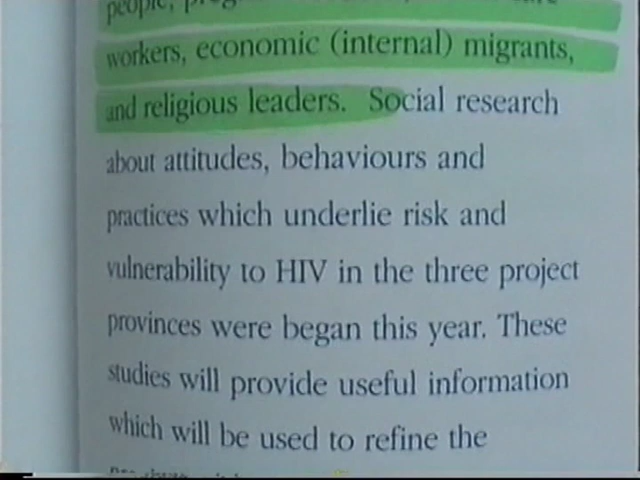 people,
workers, economic (internal) migrants,
and religious leaders. Social research
about attitudes, behaviours and
practices which underlie risk and
vulnerability to HIV in the three project
provinces were began this year. These
studies will provide useful information
which will be used to refine the